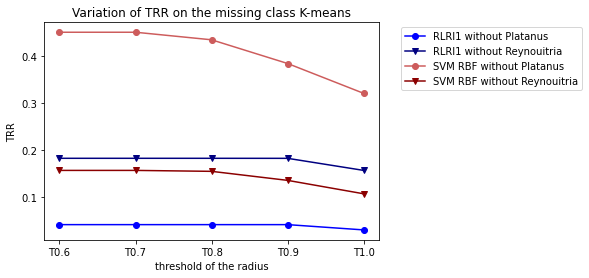 Variation of TRR on the missing class K-means
RLRI1 without Platanus
RLRI1 without Reynouitria
SVM RBF without Platanus
SVM RBF without Reynouitria
0.4
0.3
0.2
0.1
TRR
T0.6 T0.7 T0.8 T0.9 T1.0
threshold of the radius